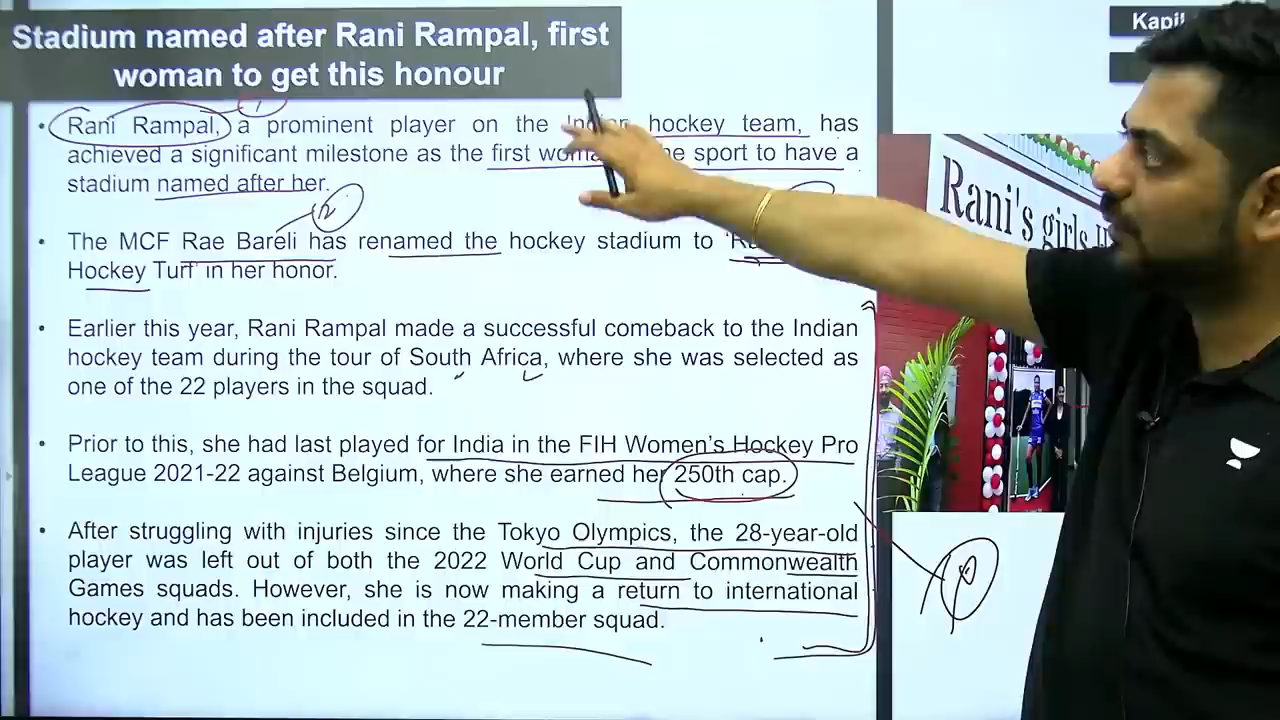 Stadium named after Rani Rampal, first
woman to get this honour
Kapil
1
• Rani Rampal, a prominent player on the Indian hockey team, has
achieved a significant milestone as the first woman the sport to have a
stadium named after her.
• The MCF Rae Bareli has renamed the hockey stadium to
Hockey Turf' in her honor.
• Earlier this year, Rani Rampal made a successful comeback to the Indian
hockey team during the tour of South Africa, where she was selected as
one of the 22 players in the squad.
• Prior to this, she had last played for India in the FIH Women's Hockey Pro
League 2021-22 against Belgium, where she earned her 250th cap.
• After struggling with injuries since the Tokyo Olympics, the 28-year-old
player was left out of both the 2022 World Cup and Commonwealth
Games squads. However, she is now making a return to international
hockey and has been included in the 22-member squad.
Rani's girls